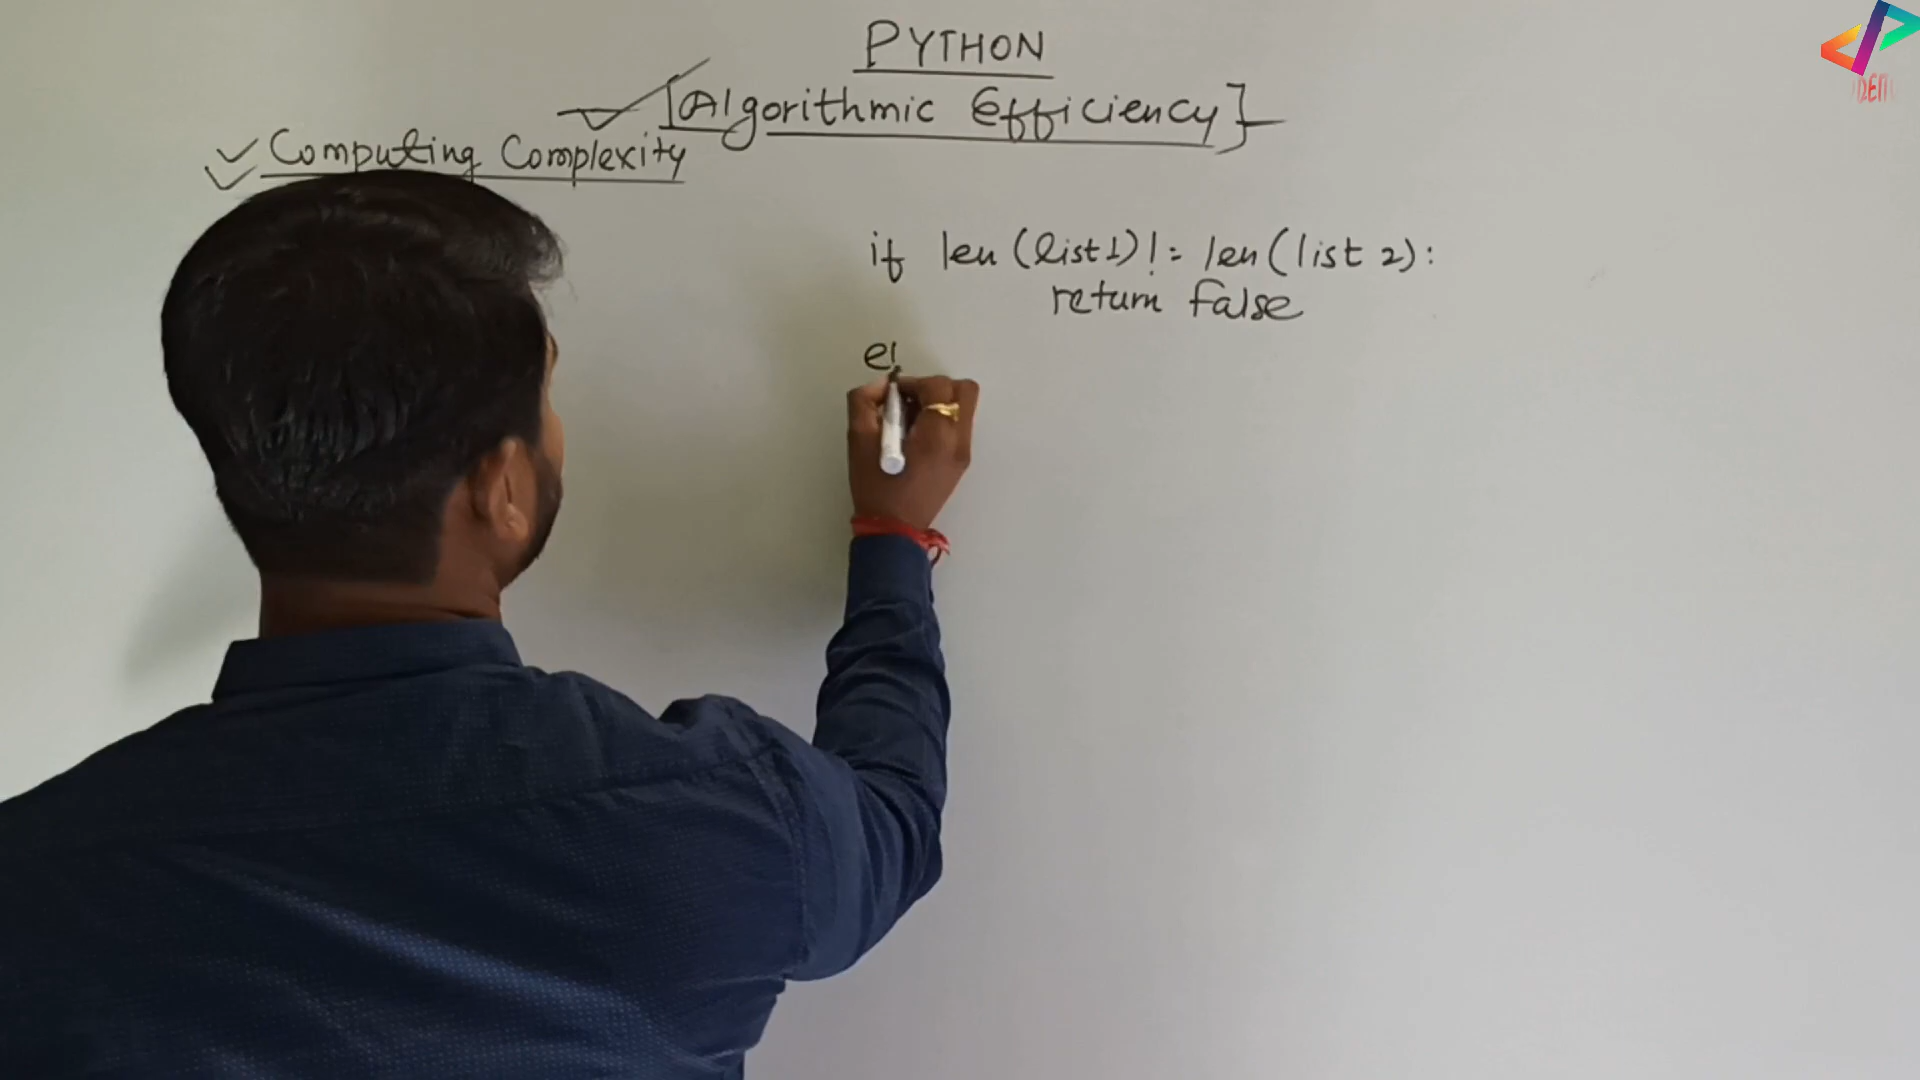 PYTHON
[Algorithmic Efficiency]
Computing Complexity
if len (list1) != len (list 2) :
return false
el